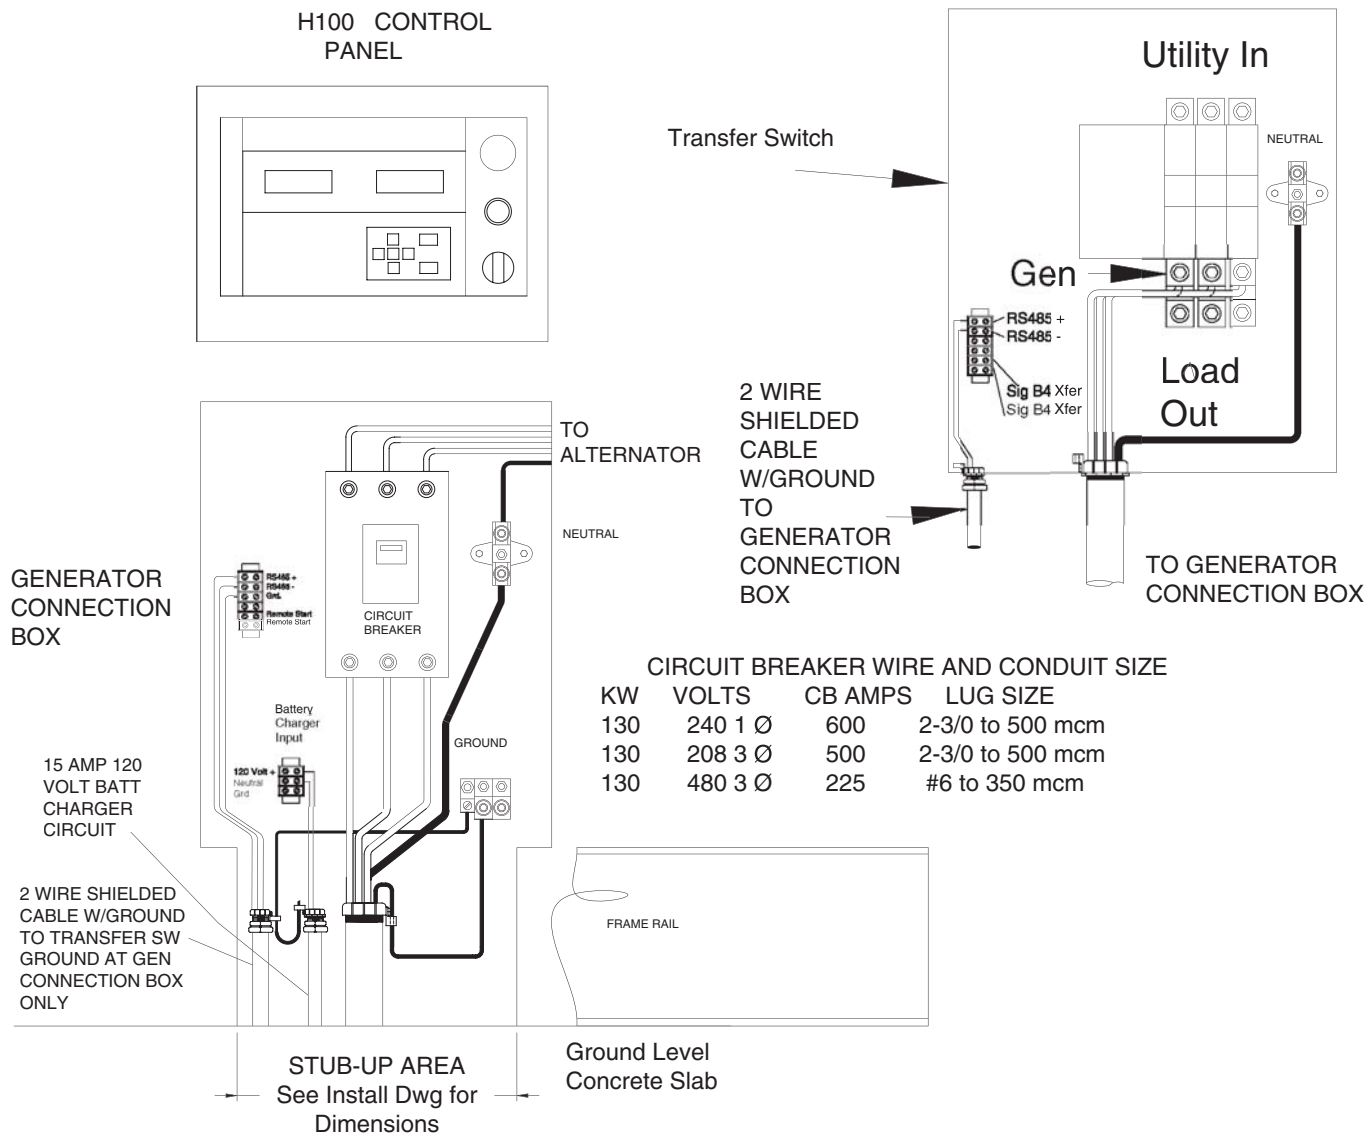 H100 CONTROL
PANEL
Utility In
Transfer Switch
NEUTRAL
Gen
RS485 +
RS485 -
Sig B4 Xfer
Sig B4 Xfer
Load
Out
2 WIRE
SHIELDED
CABLE
W/GROUND
TO
GENERATOR
CONNECTION
BOX
TO GENERATOR
CONNECTION BOX
TO
ALTERNATOR
NEUTRAL
GENERATOR
CONNECTION
BOX
RS485 +
RS485 -
Grd.
Remote Start
Remote Start
CIRCUIT
BREAKER
Battery
Charger
Input
120 Volt +
Neutral
Grd
GROUND
15 AMP 120
VOLT BATT
CHARGER
CIRCUIT
2 WIRE SHIELDED
CABLE W/GROUND
TO TRANSFER SW
GROUND AT GEN
CONNECTION BOX
ONLY
CIRCUIT BREAKER WIRE AND CONDUIT SIZE
KW VOLTS CB AMPS LUG SIZE
130 240 1 Ø 600 2-3/0 to 500 mcm
130 208 3 Ø 500 2-3/0 to 500 mcm
130 480 3 Ø 225 #6 to 350 mcm
FRAME RAIL
STUB-UP AREA
See Install Dwg for
Dimensions
Ground Level
Concrete Slab